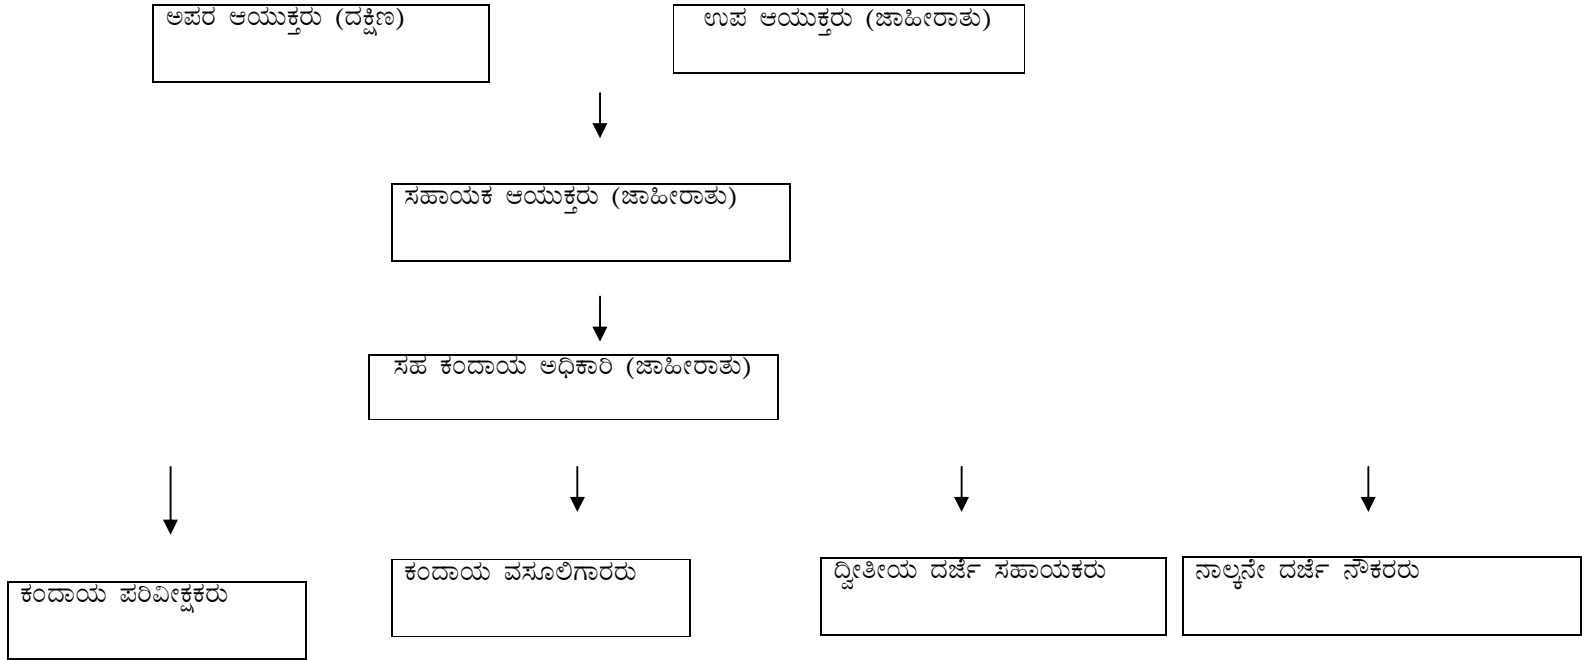 ಅಪರ ಆಯುಕ್ತರು (ದಕ್ಷಿಣ)
ಉಪ ಆಯುಕ್ತರು (ಜಾಹೀರಾತು)
ಸಹಾಯಕ ಆಯುಕ್ತರು (ಜಾಹೀರಾತು)
ಸಹ ಕಂದಾಯ ಅಧಿಕಾರಿ (ಜಾಹೀರಾತು)
ಕಂದಾಯ ಪರಿವೀಕ್ಷಕರು
ಕಂದಾಯ ವಸೂಲಿಗಾರರು
ದ್ವೀತೀಯ ದರ್ಜೆ ಸಹಾಯಕರು
ನಾಲ್ಕನೇ ದರ್ಜೆ ನೌಕರರು